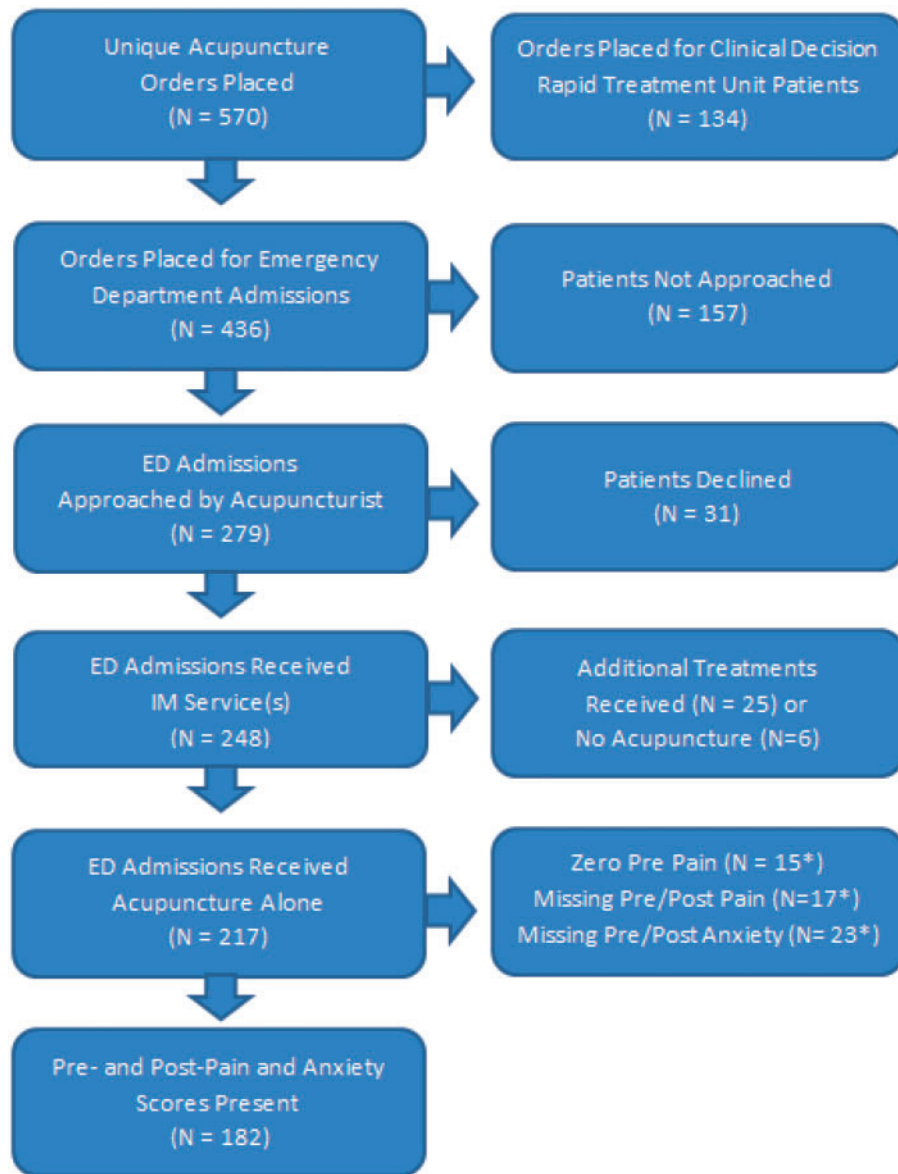 Unique Acupuncture
Orders Placed
(N = 570)
Orders Placed for Clinical Decision
Rapid Treatment Unit Patients
(N = 134)
Orders Placed for Emergency
Department Admissions
(N = 436)
Patients Not Approached
(N = 157)
ED Admissions
Approached by Acupuncturist
(N = 279)
Patients Declined
(N = 31)
ED Admissions Received
IM Service(s)
(N = 248)
Additional Treatments
Received (N = 25) or
No Acupuncture (N=6)
ED Admissions Received
Acupuncture Alone
(N = 217)
Zero Pre Pain (N = 15*)
Missing Pre/Post Pain (N=17*)
Missing Pre/Post Anxiety (N= 23*)
Pre- and Post-Pain and Anxiety
Scores Present
(N = 182)